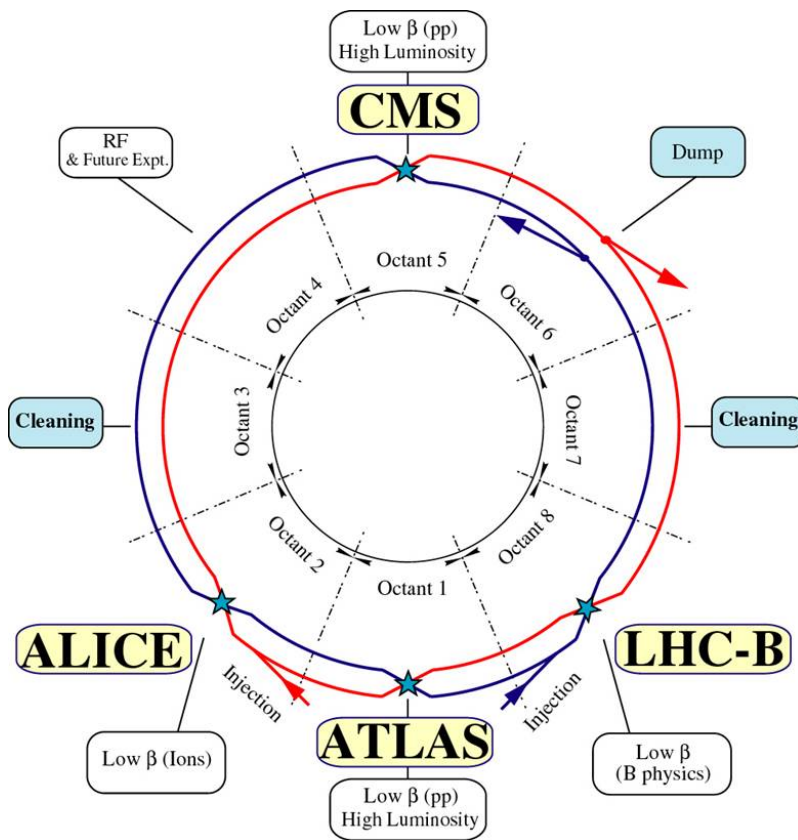 Low β (pp)
High Luminosity
CMS
RF
& Future Expt.
Dump
Octant 5
Octant 4
Octant 6
Cleaning
Octant 3
Octant 7
Cleaning
Octant 2
Octant 8
Octant 1
ALICE
LHC-B
Injection
Injection
ATLAS
Low β (Ions)
Low β
(B physics)
Low β (pp)
High Luminosity